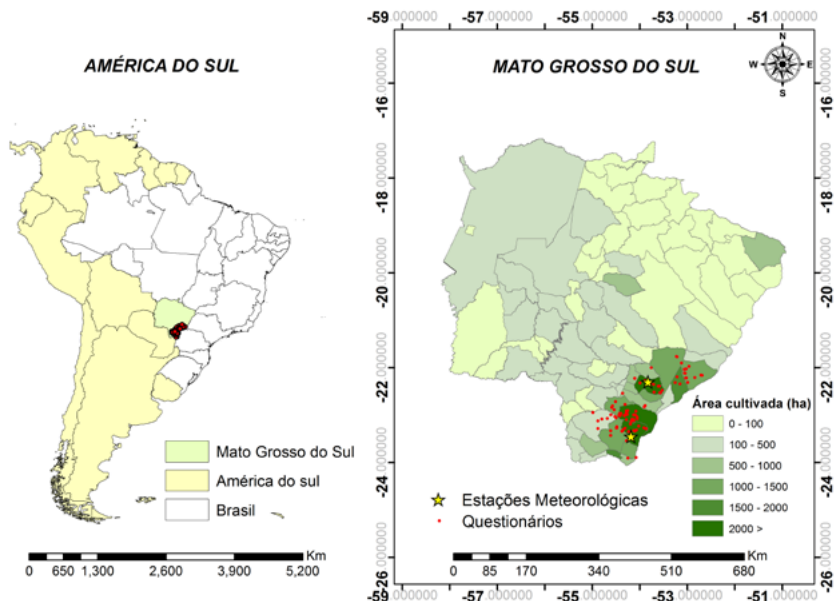 AMÉRICA DO SUL
Mato Grosso do Sul
América do sul
Brasil
Km
0 650 1,300 2,600 3,900 5,200
-59,000000 -57,000000 -55,000000 -53,000000 -51,000000
MATO GROSSO DO SUL
N
W E
S
-16,000000
-18,000000
-20,000000
-22,000000
-24,000000
-26,000000
Área cultivada (ha)
0 - 100
100 - 500
500 - 1000
1000 - 1500
1500 - 2000
2000 >
Estações Meteorológicas
Questionários
Km
0 85 170 340 510 680
-59,000000 -57,000000 -55,000000 -53,000000 -51,000000